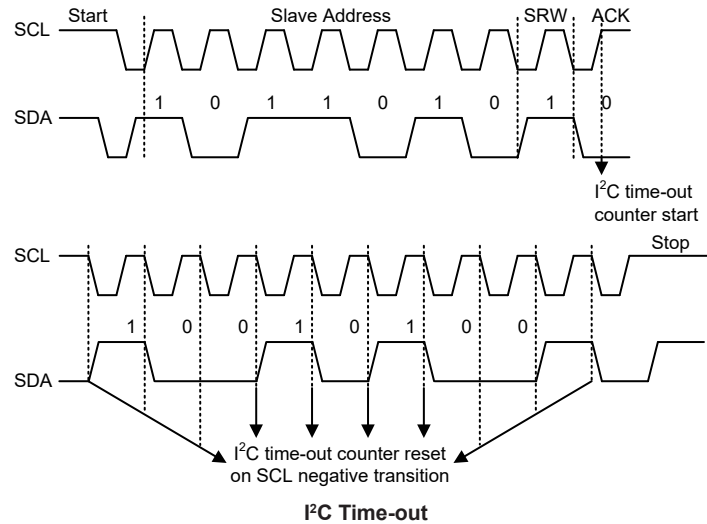 Start Slave Address SRW ACK
SCL
1 0 1 1 0 1 0 1 0
SDA
I²C time-out
counter start
Stop
SCL
1 0 0 1 0 1 0 0
SDA
I²C time-out counter reset
on SCL negative transition
I²C Time-out